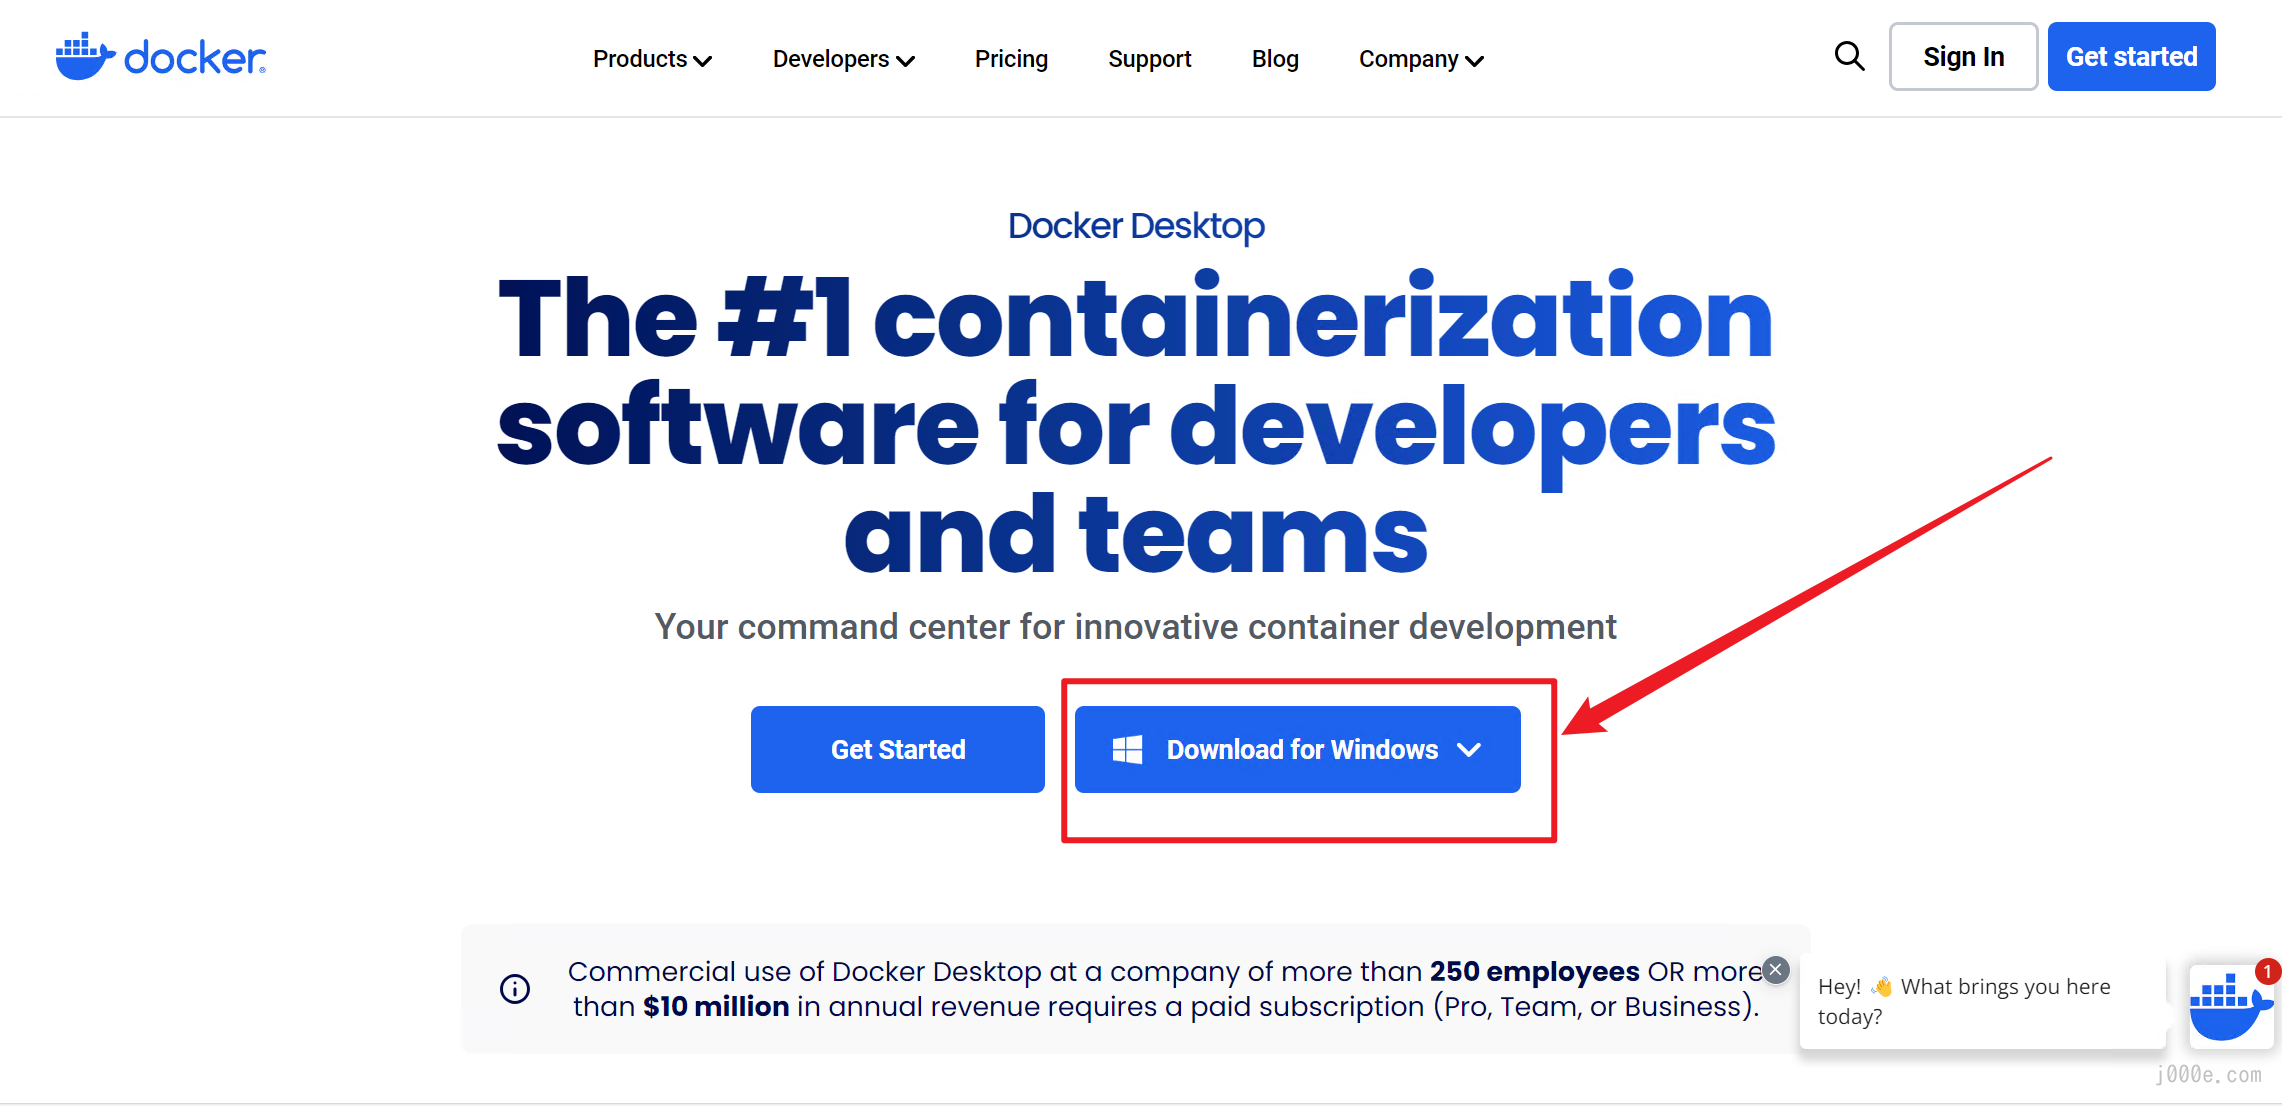 docker
Products
Developers
Pricing
Support
Blog
Company
Sign In
Get started
Docker Desktop
The #1 containerization
software for developers
and teams
Your command center for innovative container development
Get Started
Download for Windows
Commercial use of Docker Desktop at a company of more than 250 employees OR more
than $10 million in annual revenue requires a paid subscription (Pro, Team, or Business).
Hey! 👋 What brings you here
today?
1
j000e.com